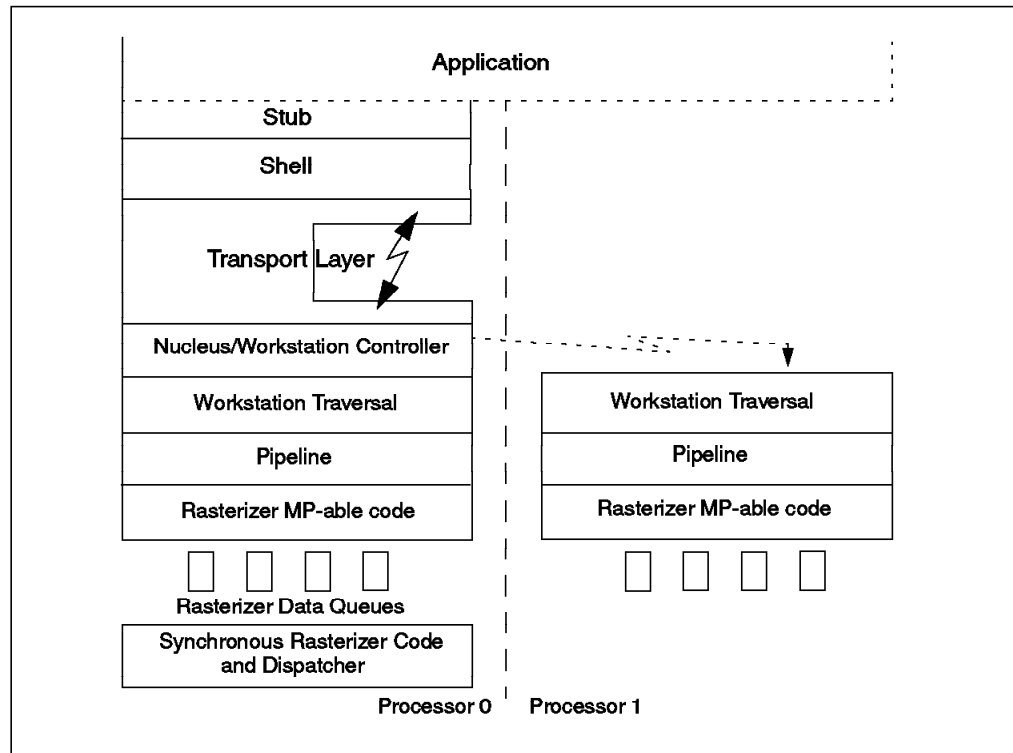 Application
Stub
Shell
Transport Layer
Nucleus/Workstation Controller
Workstation Traversal
Workstation Traversal
Pipeline
Pipeline
Rasterizer MP-able code
Rasterizer MP-able code
Rasterizer Data Queues
Synchronous Rasterizer Code
and Dispatcher
Processor 0
Processor 1